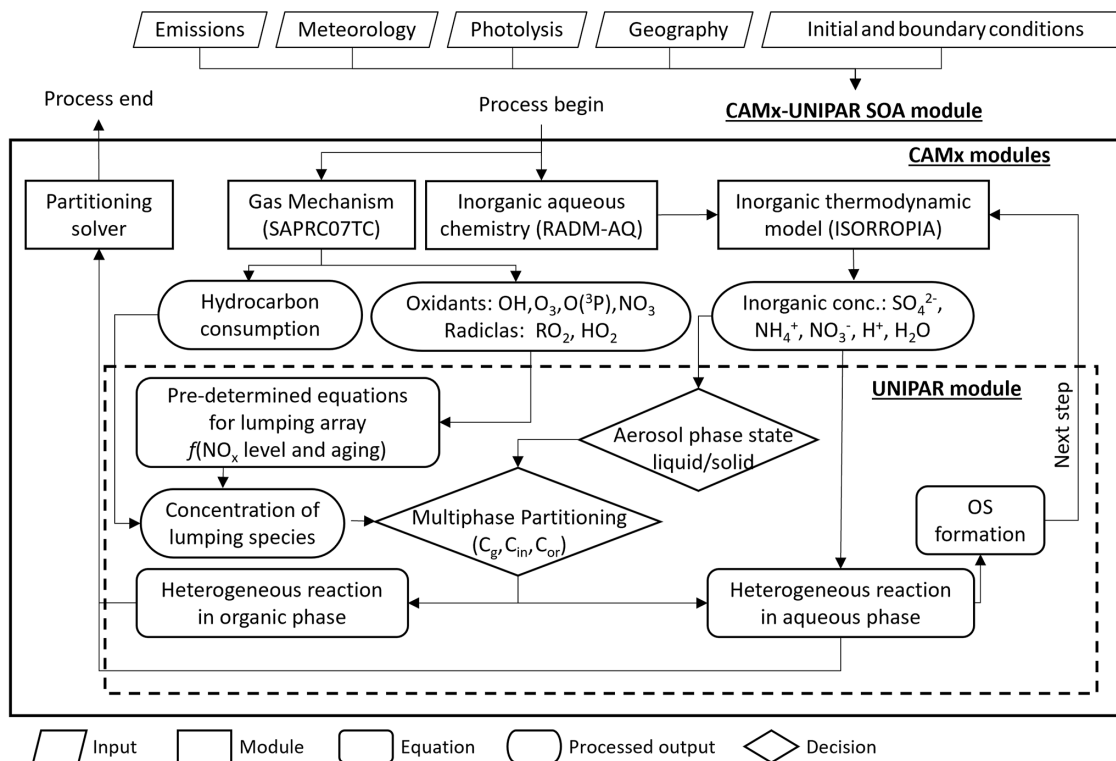 Emissions
Meteorology
Photolysis
Geography
Initial and boundary conditions
Process end
Process begin
CAMx-UNIPAR SOA module
CAMx modules
Partitioning
solver
Gas Mechanism
(SAPRC07TC)
Inorganic aqueous
chemistry (RADM-AQ)
Inorganic thermodynamic
model (ISORROPIA)
Hydrocarbon
consumption
Oxidants: OH,O₃,O(³P),NO₃
Radiclas: RO₂, HO₂
Inorganic conc.: SO₄²⁻,
NH₄⁺, NO₃⁻, H⁺, H₂O
UNIPAR module
Pre-determined equations
for lumping array
f(NOₓ level and aging)
Aerosol phase state
liquid/solid
Next step
Concentration of
lumping species
Multiphase Partitioning
(C_g,C_in,C_or)
OS
formation
Heterogeneous reaction
in organic phase
Heterogeneous reaction
in aqueous phase
Input
Module
Equation
Processed output
Decision